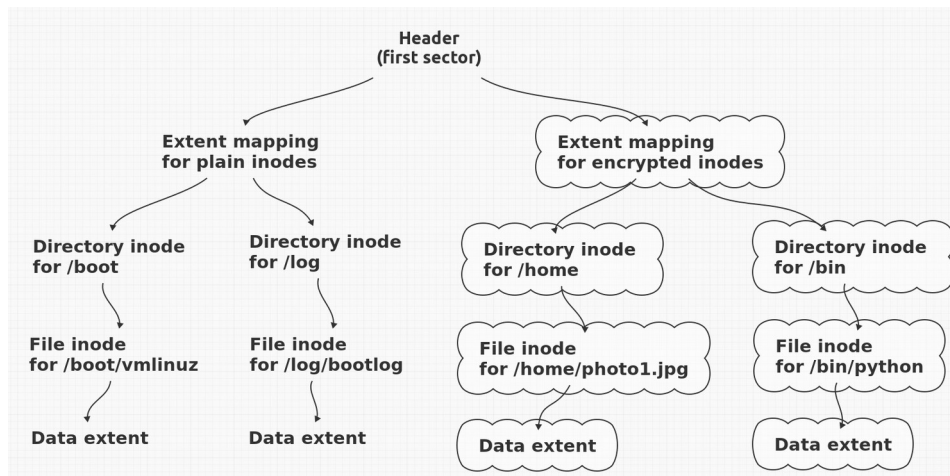 Header
(first sector)
Extent mapping
for plain inodes
Extent mapping
for encrypted inodes
Directory inode
for /boot
Directory inode
for /log
Directory inode
for /home
Directory inode
for /bin
File inode
for /boot/vmlinuz
File inode
for /log/bootlog
File inode
for /home/photo1.jpg
File inode
for /bin/python
Data extent
Data extent
Data extent
Data extent